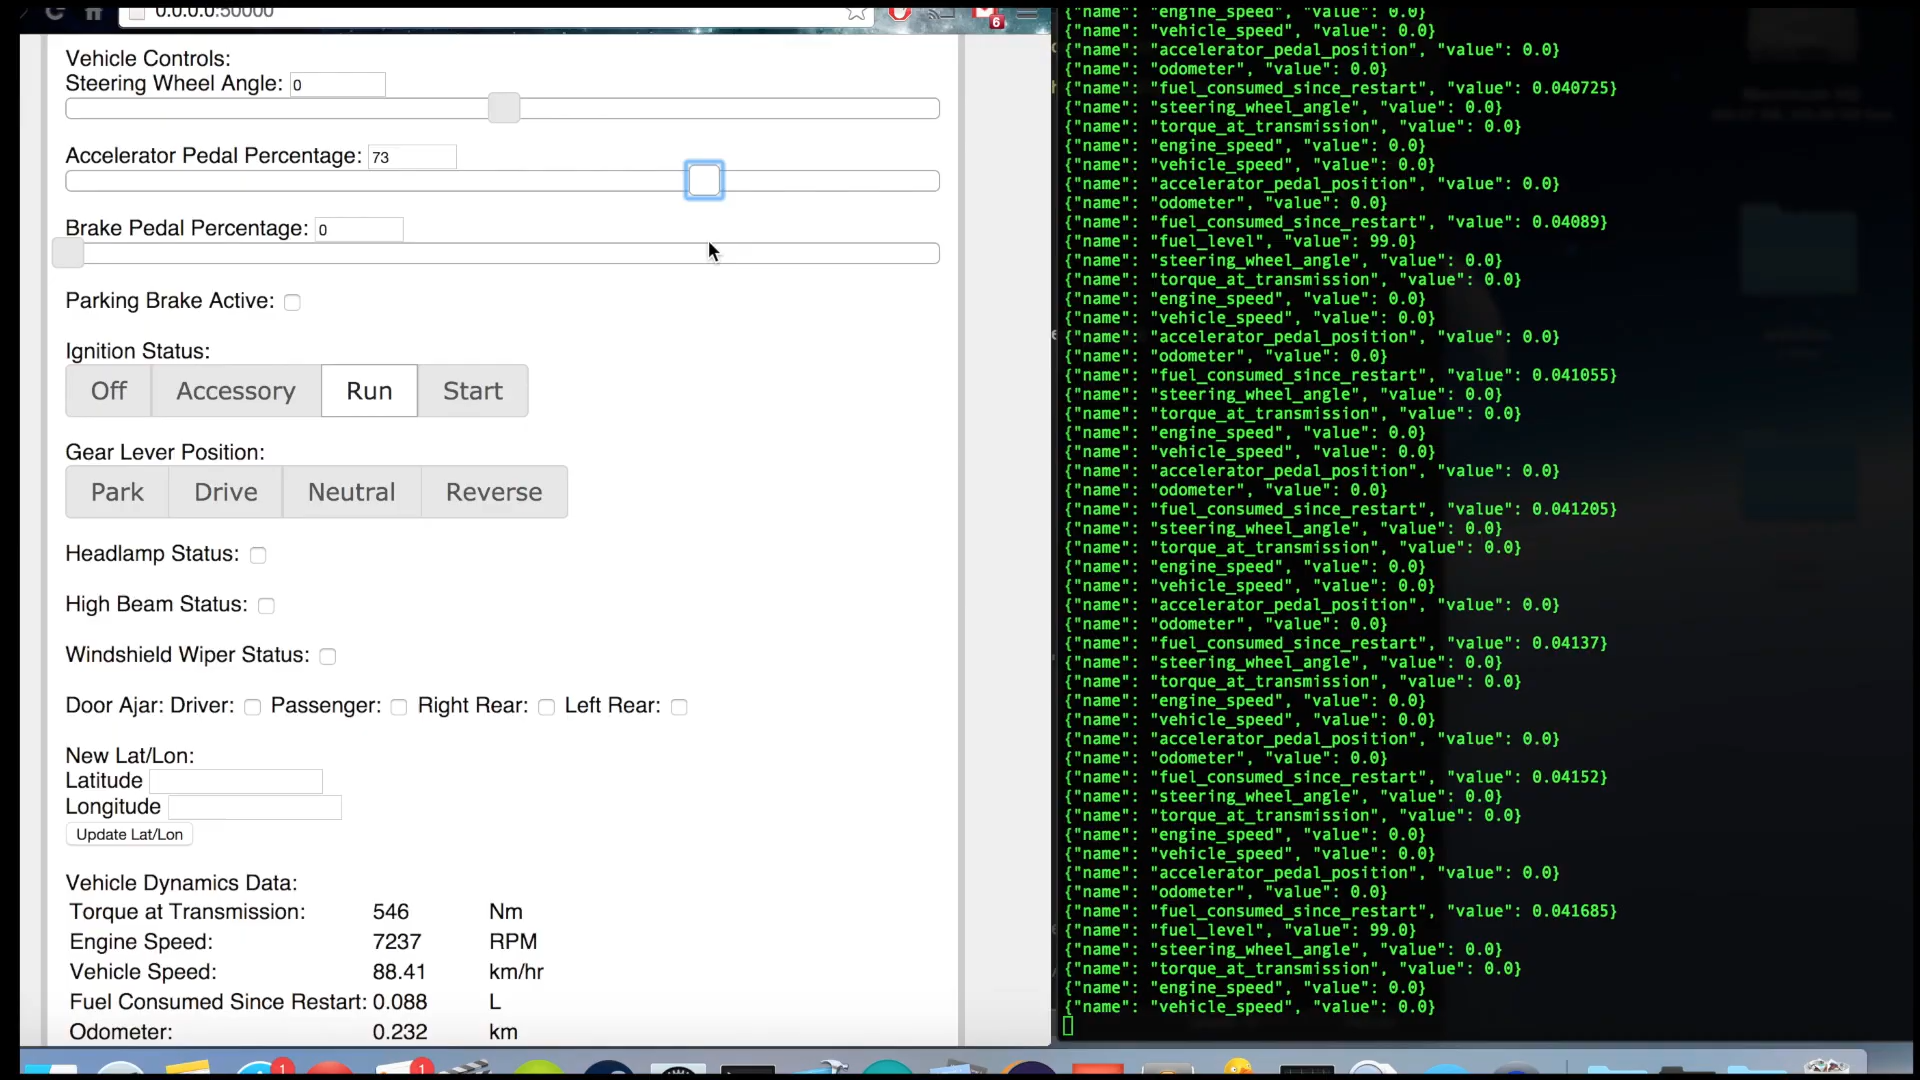 0.0.0.0:50000
6
Vehicle Controls:
Steering Wheel Angle: 0
Accelerator Pedal Percentage: 73
Brake Pedal Percentage: 0
Parking Brake Active:
Ignition Status:
Off Accessory Run Start
Gear Lever Position:
Park Drive Neutral Reverse
Headlamp Status:
High Beam Status:
Windshield Wiper Status:
Door Ajar: Driver: Passenger: Right Rear: Left Rear:
New Lat/Lon:
Latitude
Longitude
Update Lat/Lon
Vehicle Dynamics Data:
Torque at Transmission: 546 Nm
Engine Speed: 7237 RPM
Vehicle Speed: 88.41 km/hr
Fuel Consumed Since Restart: 0.088 L
Odometer: 0.232 km
{"name": "engine_speed", "value": 0.0}
{"name": "vehicle_speed", "value": 0.0}
{"name": "accelerator_pedal_position", "value": 0.0}
{"name": "odometer", "value": 0.0}
{"name": "fuel_consumed_since_restart", "value": 0.040725}
{"name": "steering_wheel_angle", "value": 0.0}
{"name": "torque_at_transmission", "value": 0.0}
{"name": "engine_speed", "value": 0.0}
{"name": "vehicle_speed", "value": 0.0}
{"name": "accelerator_pedal_position", "value": 0.0}
{"name": "odometer", "value": 0.0}
{"name": "fuel_consumed_since_restart", "value": 0.04089}
{"name": "fuel_level", "value": 99.0}
{"name": "steering_wheel_angle", "value": 0.0}
{"name": "torque_at_transmission", "value": 0.0}
{"name": "engine_speed", "value": 0.0}
{"name": "vehicle_speed", "value": 0.0}
{"name": "accelerator_pedal_position", "value": 0.0}
{"name": "odometer", "value": 0.0}
{"name": "fuel_consumed_since_restart", "value": 0.041055}
{"name": "steering_wheel_angle", "value": 0.0}
{"name": "torque_at_transmission", "value": 0.0}
{"name": "engine_speed", "value": 0.0}
{"name": "vehicle_speed", "value": 0.0}
{"name": "accelerator_pedal_position", "value": 0.0}
{"name": "odometer", "value": 0.0}
{"name": "fuel_consumed_since_restart", "value": 0.041205}
{"name": "steering_wheel_angle", "value": 0.0}
{"name": "torque_at_transmission", "value": 0.0}
{"name": "engine_speed", "value": 0.0}
{"name": "vehicle_speed", "value": 0.0}
{"name": "accelerator_pedal_position", "value": 0.0}
{"name": "odometer", "value": 0.0}
{"name": "fuel_consumed_since_restart", "value": 0.04137}
{"name": "steering_wheel_angle", "value": 0.0}
{"name": "torque_at_transmission", "value": 0.0}
{"name": "engine_speed", "value": 0.0}
{"name": "vehicle_speed", "value": 0.0}
{"name": "accelerator_pedal_position", "value": 0.0}
{"name": "odometer", "value": 0.0}
{"name": "fuel_consumed_since_restart", "value": 0.04152}
{"name": "steering_wheel_angle", "value": 0.0}
{"name": "torque_at_transmission", "value": 0.0}
{"name": "engine_speed", "value": 0.0}
{"name": "vehicle_speed", "value": 0.0}
{"name": "accelerator_pedal_position", "value": 0.0}
{"name": "odometer", "value": 0.0}
{"name": "fuel_consumed_since_restart", "value": 0.041685}
{"name": "fuel_level", "value": 99.0}
{"name": "steering_wheel_angle", "value": 0.0}
{"name": "torque_at_transmission", "value": 0.0}
{"name": "engine_speed", "value": 0.0}
{"name": "vehicle_speed", "value": 0.0}
1
1